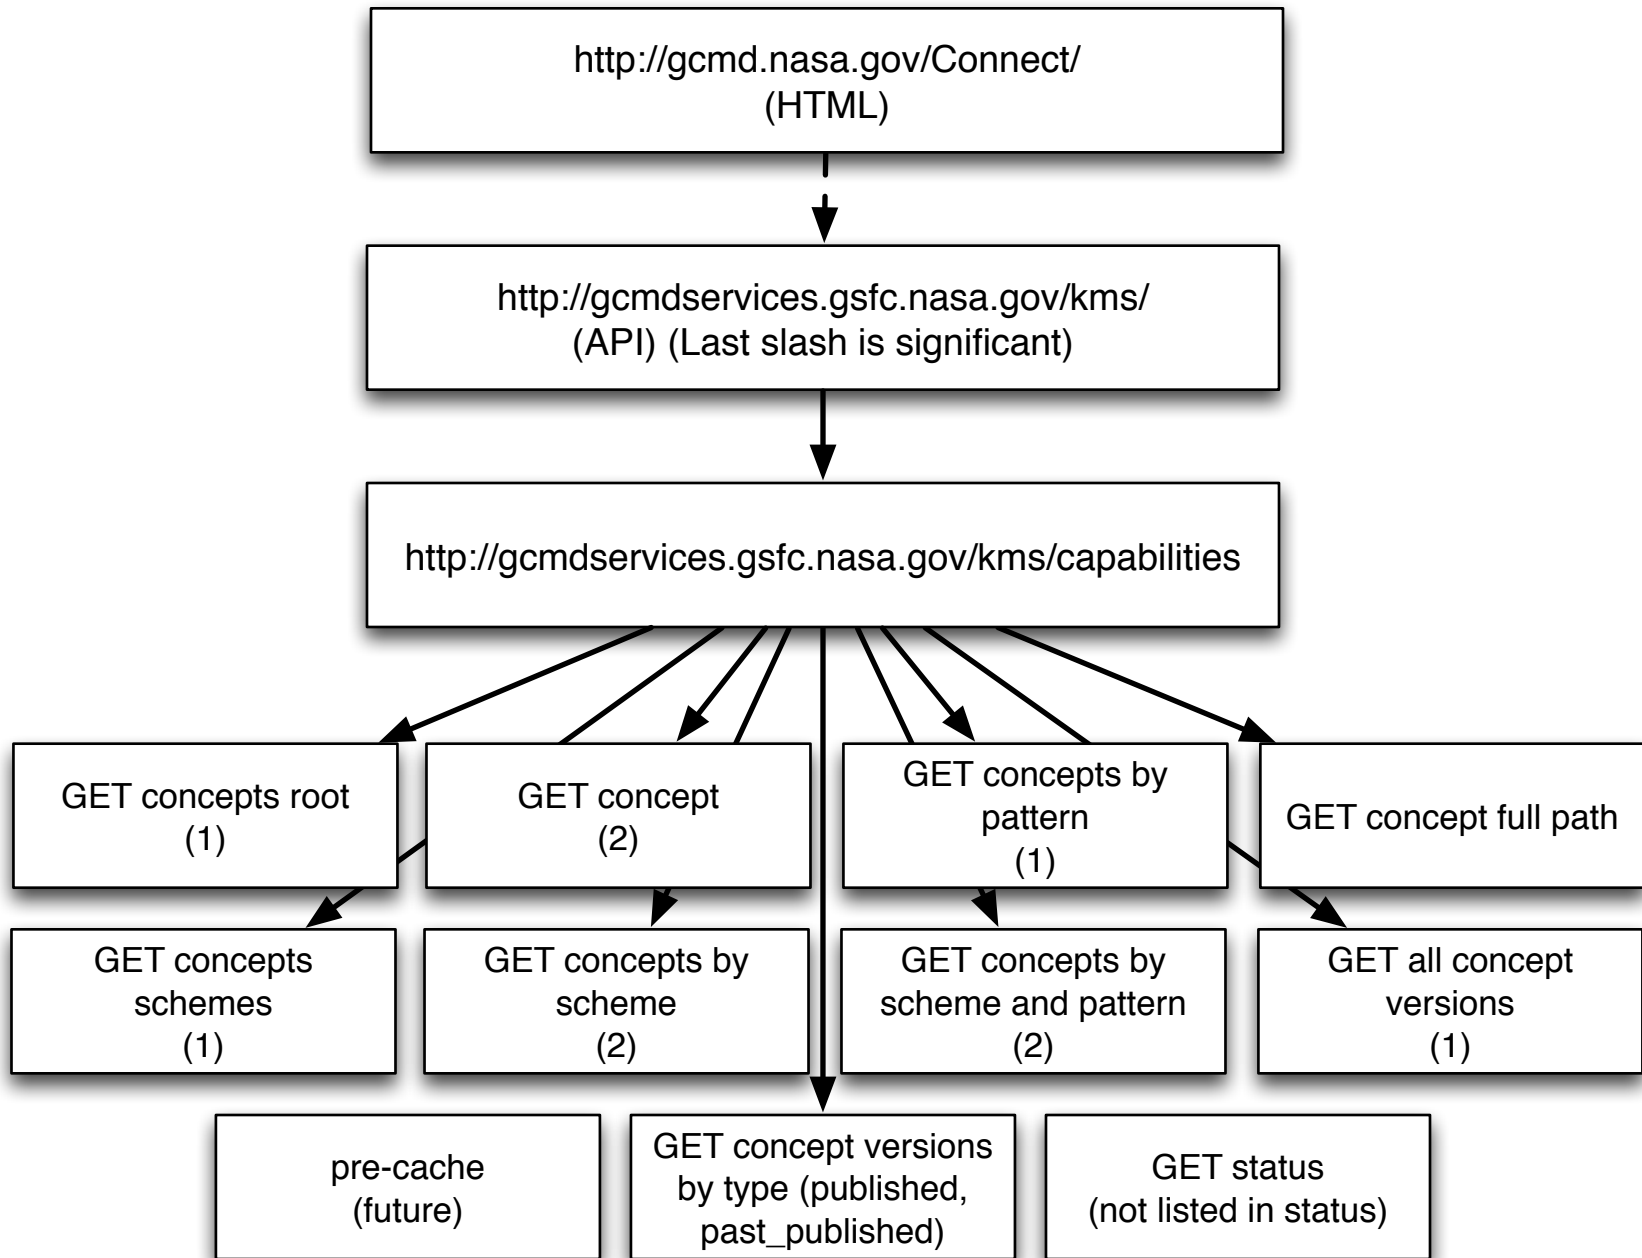 http://gcmd.nasa.gov/Connect/
(HTML)
http://gcmdservices.gsfc.nasa.gov/kms/
(API) (Last slash is significant)
http://gcmdservices.gsfc.nasa.gov/kms/capabilities
GET concepts root
(1)
GET concept
(2)
GET concepts by
pattern
(1)
GET concept full path
GET concepts
schemes
(1)
GET concepts by
scheme
(2)
GET concepts by
scheme and pattern
(2)
GET all concept
versions
(1)
pre-cache
(future)
GET concept versions
by type (published,
past_published)
GET status
(not listed in status)